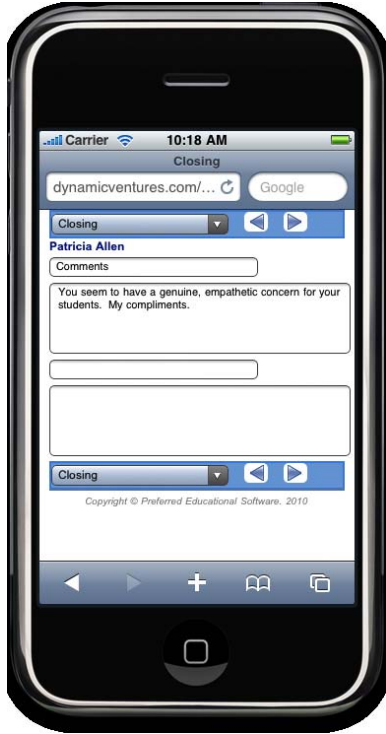 Carrier 10:18 AM
Closing
dynamicventures.com/... Google
Closing
Patricia Allen
Comments
You seem to have a genuine, empathetic concern for your
students. My compliments.
Closing
Copyright © Preferred Educational Software. 2010